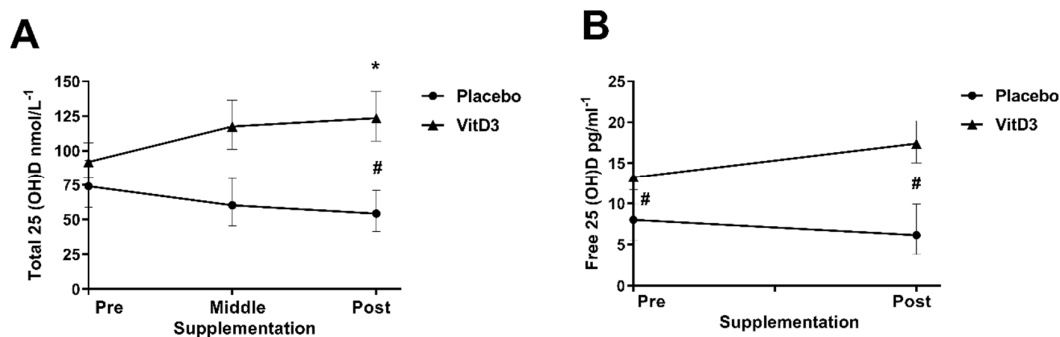 A
Total 25 (OH)D nmol/L-1
150
125
100
75
50
25
0
*
#
Pre Middle Post
Supplementation
Placebo
VitD3
B
Free 25 (OH)D pg/ml-1
25
20
15
10
5
0
#
#
Pre Post
Supplementation
Placebo
VitD3